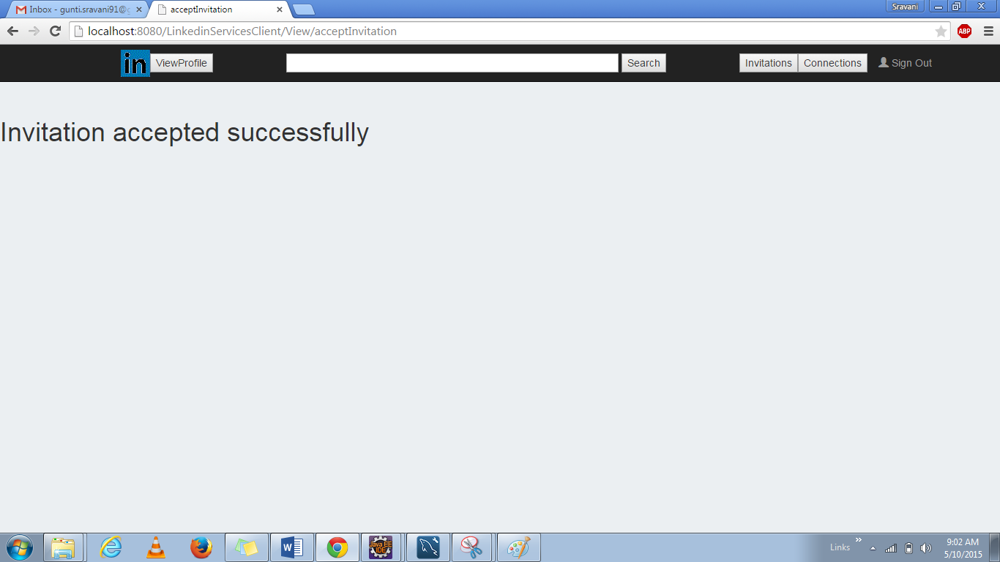 Inbox - gunti.sravani91@g
acceptInvitation
Sravani
localhost:8080/LinkedinServicesClient/View/acceptInvitation
ABP
in
ViewProfile
Search
Invitations
Connections
Sign Out
Invitation accepted successfully
W
Java EE
IDE
Links
9:02 AM
5/10/2015